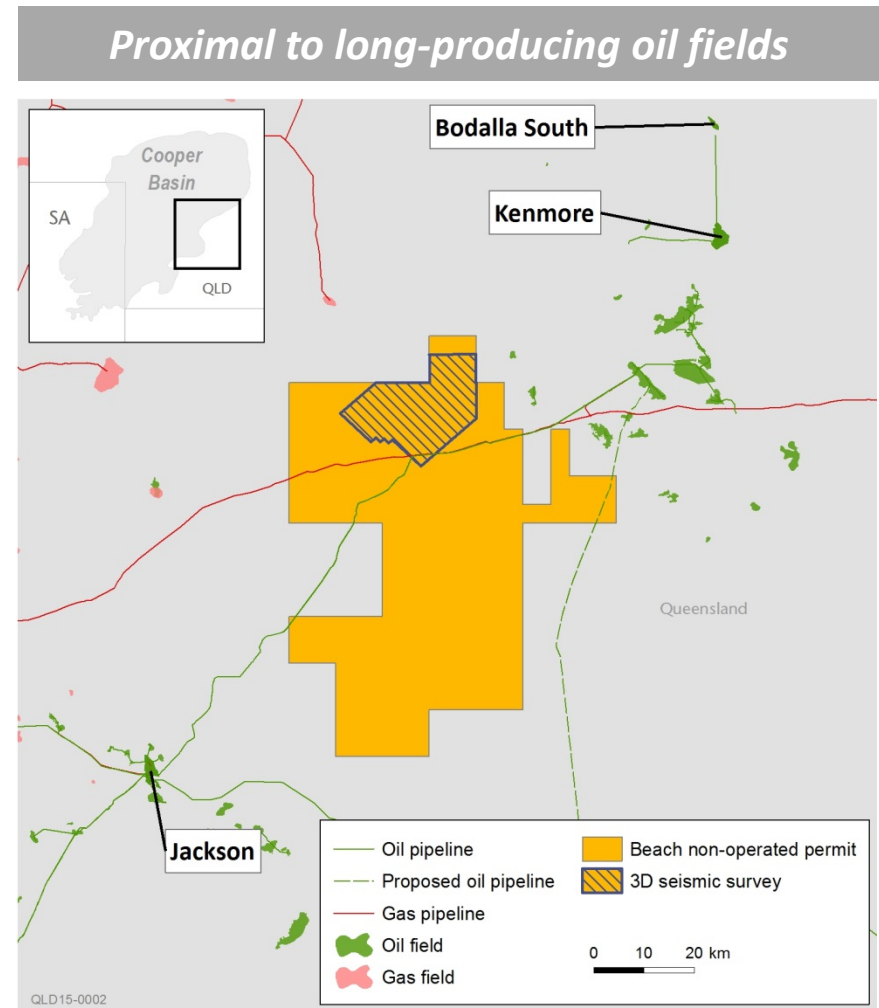 Proximal to long-producing oil fields
Cooper
Basin
SA
QLD
Bodalla South
Kenmore
Queensland
Jackson
Oil pipeline
Proposed oil pipeline
Gas pipeline
Oil field
Gas field
Beach non-operated permit
3D seismic survey
0 10 20 km
QLD15-0002